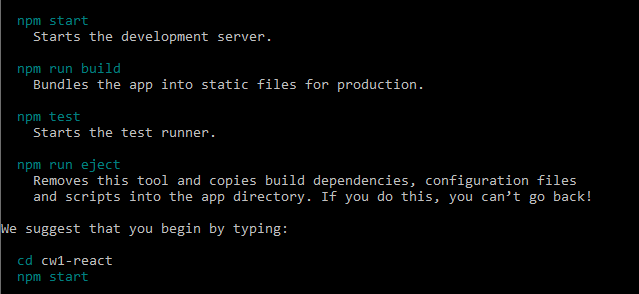 npm start
Starts the development server.
npm run build
Bundles the app into static files for production.
npm test
Starts the test runner.
npm run eject
Removes this tool and copies build dependencies, configuration files
and scripts into the app directory. If you do this, you can’t go back!
We suggest that you begin by typing:
cd cw1-react
npm start